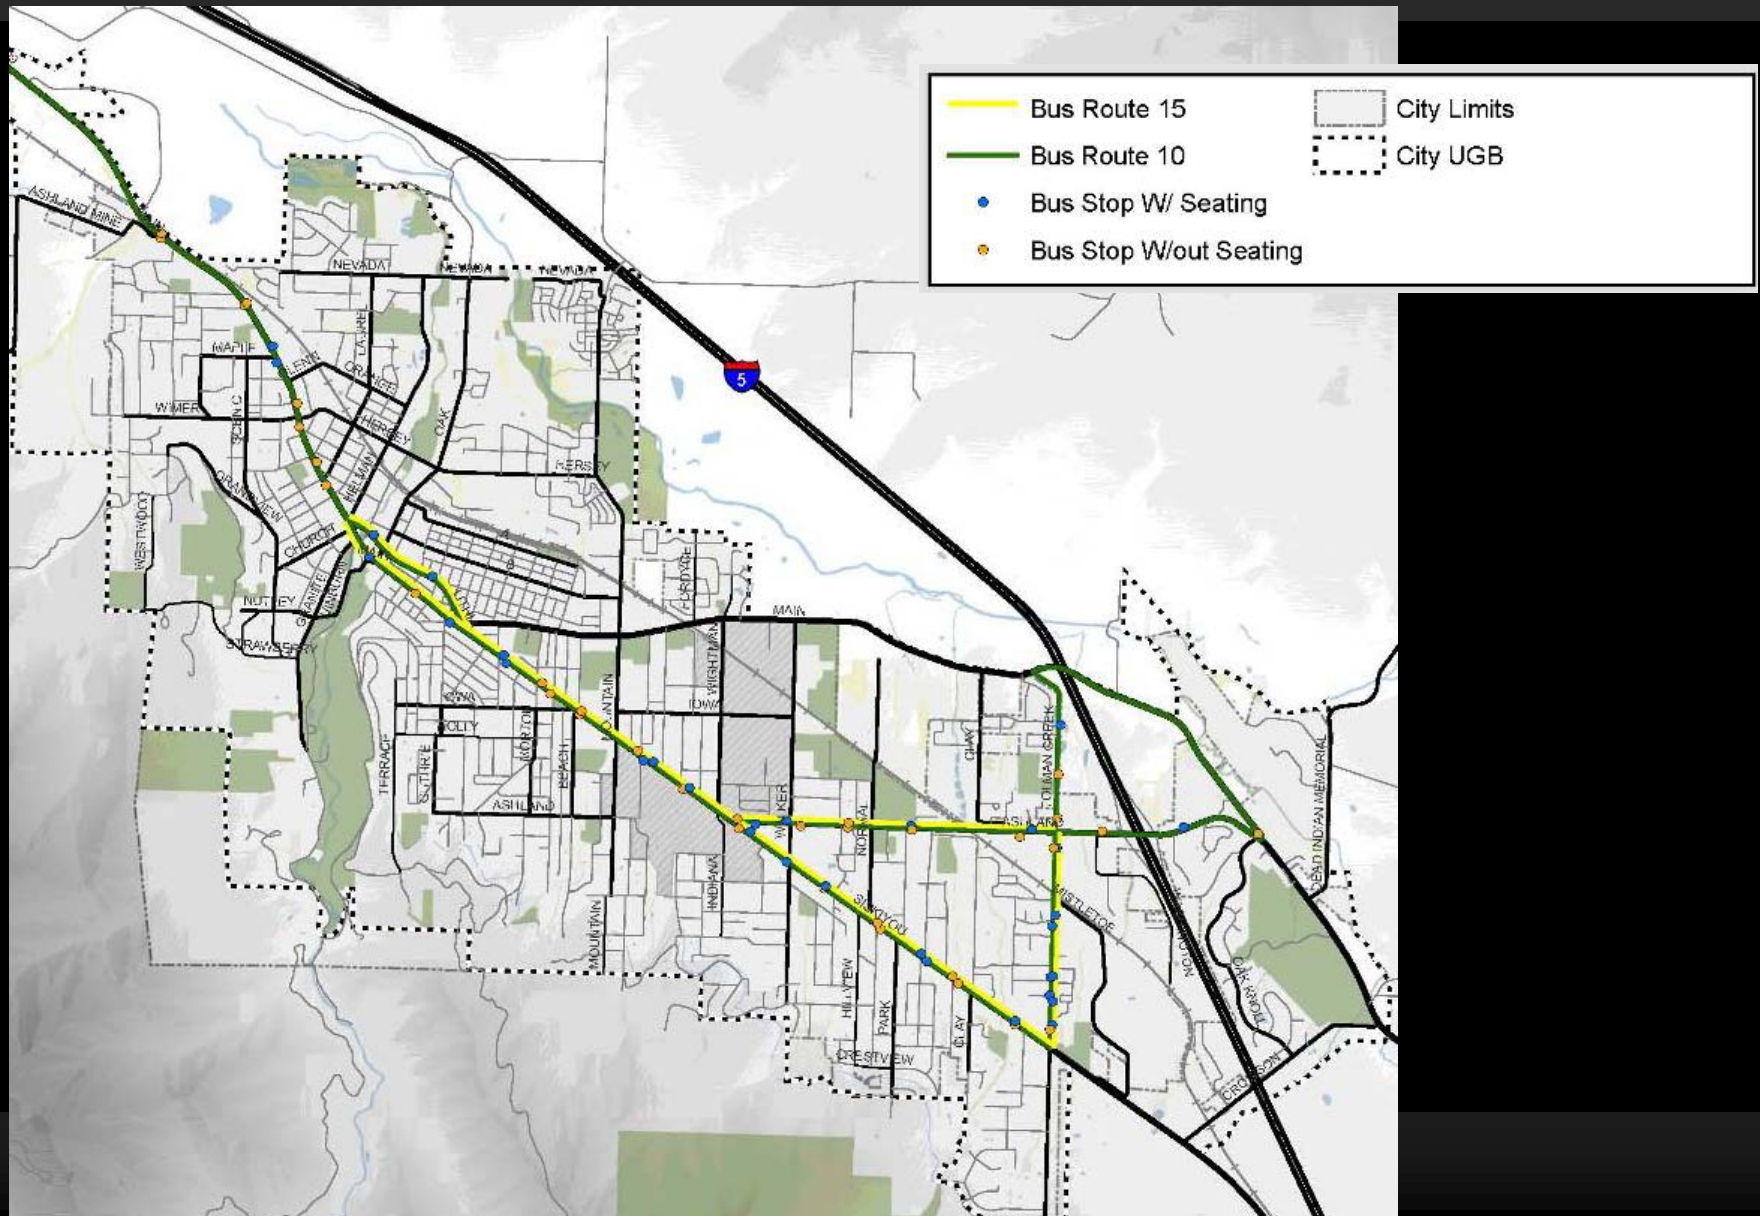 Bus Route 15
Bus Route 10
Bus Stop W/ Seating
Bus Stop W/out Seating
City Limits
City UGB
5
ASHLAND MINE
NEVADA
NEVADA
NEVADA
LAUREL
MAPLE
GLENN
ORANGE
WIMER
SCENIC
HERSEY
OAK
HERSEY
HELMAN
GRANDVIEW
WESTWOOD
CHURCH
A
B
MAIN
FORDYCE
GRANITE
NUTLEY
STRAWBERRY
MAIN
WIGHTMAN
IOWA
IOWA
HOLLY
MORTON
BEACH
GUTHRIE
TERRACE
ASHLAND
WALKER
NORMAL
CLAY
TOLMAN CREEK
ASHLAND
DEAD INDIAN MEMORIAL
INDIANA
MOUNTAIN
SISKIYOU
MISTLETOE
OAK KNOLL
HILLVIEW
PARK
CLAY
CRESTVIEW
CROWSON